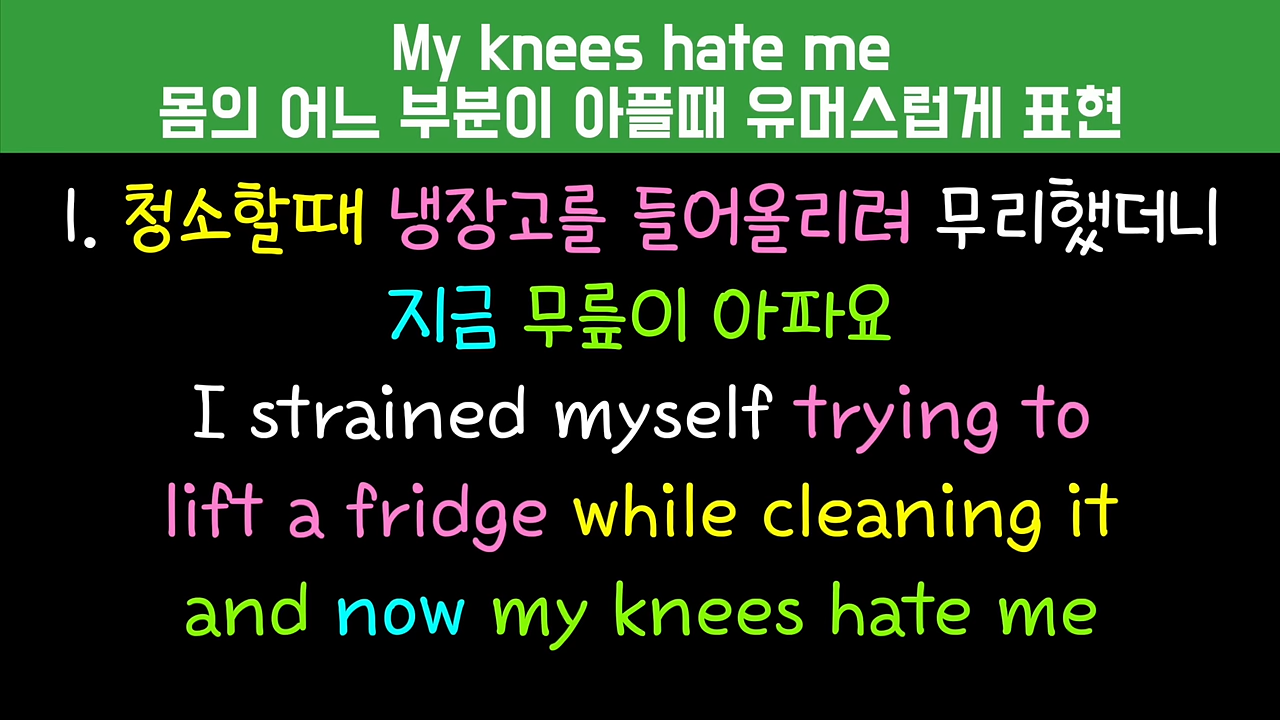 My knees hate me
몸의 어느 부분이 아플때 유머스럽게 표현
1. 청소할때 냉장고를 들어올리려 무리했더니
지금 무릎이 아파요
I strained myself trying to
lift a fridge while cleaning it
and now my knees hate me